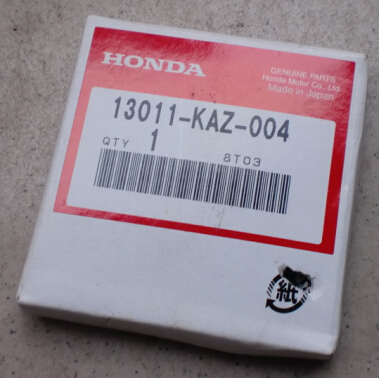 HONDA
GENUINE PARTS
Honda Motor Co., Ltd.
Made in Japan
13011-KAZ-004
QTY 1 8T03
紙